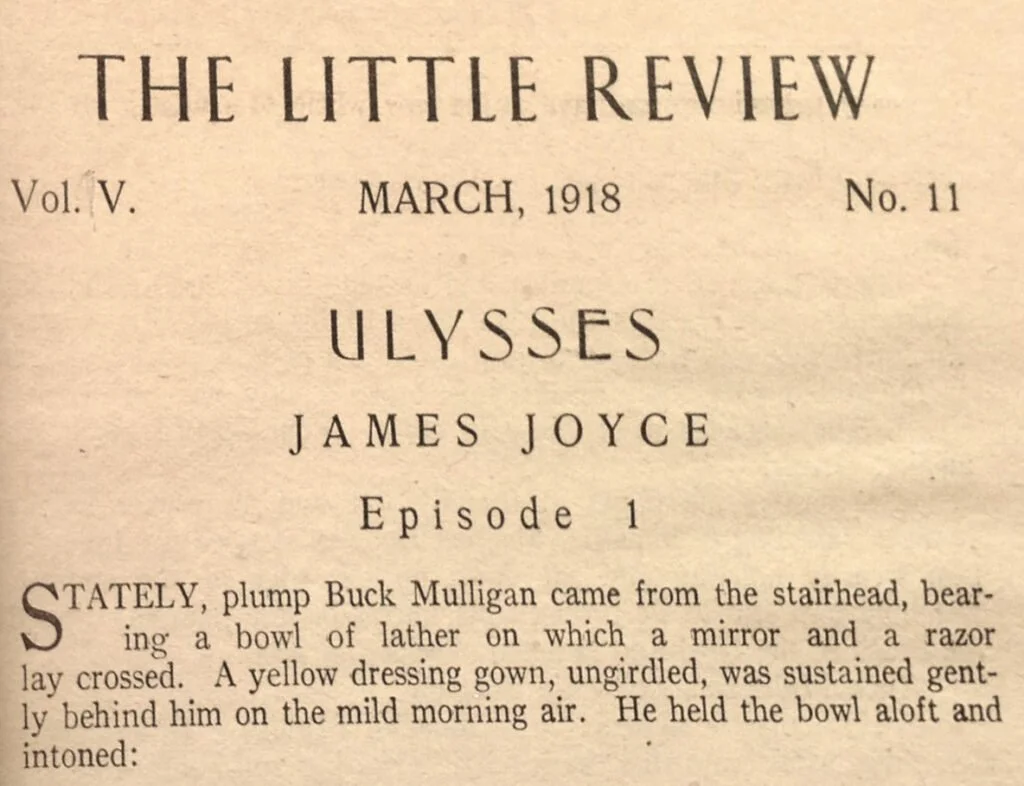 THE LITTLE REVIEW
Vol. V. MARCH, 1918 No. 11
ULYSSES
JAMES JOYCE
Episode 1
STATELY, plump Buck Mulligan came from the stairhead, bear-
ing a bowl of lather on which a mirror and a razor
lay crossed. A yellow dressing gown, ungirdled, was sustained gent-
ly behind him on the mild morning air. He held the bowl aloft and
intoned: